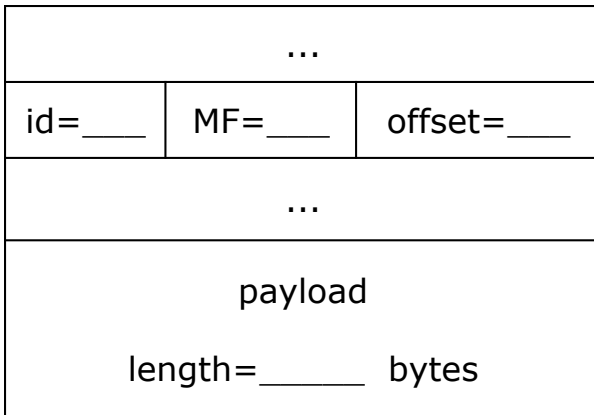 ...
id=___ MF=___ offset=___
...
payload
length=_____ bytes